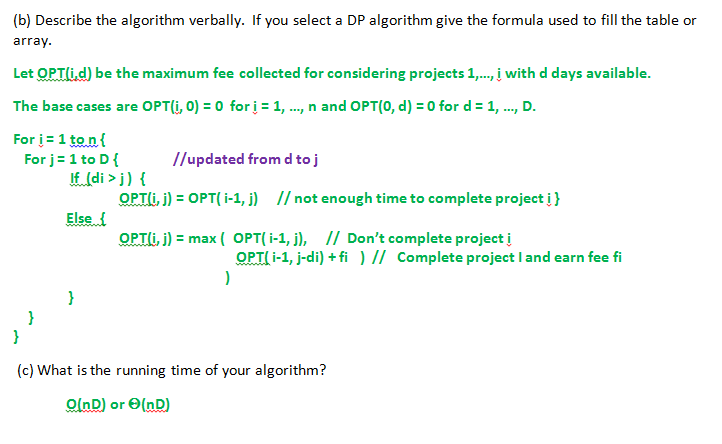 (b) Describe the algorithm verbally.  If you select a DP algorithm give the formula used to fill the table or
array.
Let OPT(i,d) be the maximum fee collected for considering projects 1,..., i with d days available.
The base cases are OPT(i, 0) = 0  for i = 1, ..., n and OPT(0, d) = 0 for d = 1, ..., D.
For i = 1 to n {
For j = 1 to D {          //updated from d to j
If (di > j) {
OPT(i, j) = OPT( i-1, j)   // not enough time to complete project i }
Else {
OPT(i, j) = max (  OPT( i-1, j),   //  Don't complete project i
OPT( i-1, j-di) + fi   ) //   Complete project I and earn fee fi
)
}
}
}
(c) What is the running time of your algorithm?
O(nD) or Θ(nD)